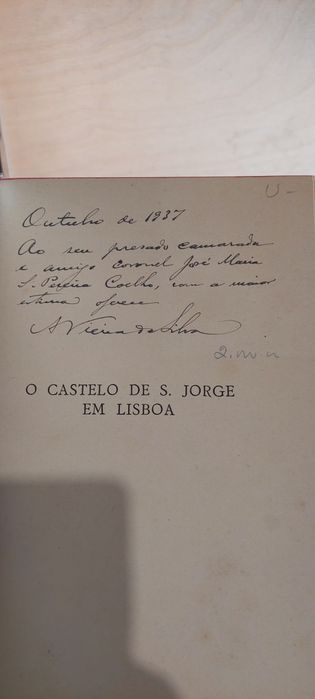 Outubro de 1937
Ao seu presado camarada
e amigo coronel José Maria
S. Pereira Coelho, com a maior
estima oferece
A Vieira da Silva
O CASTELO DE S. JORGE
EM LISBOA